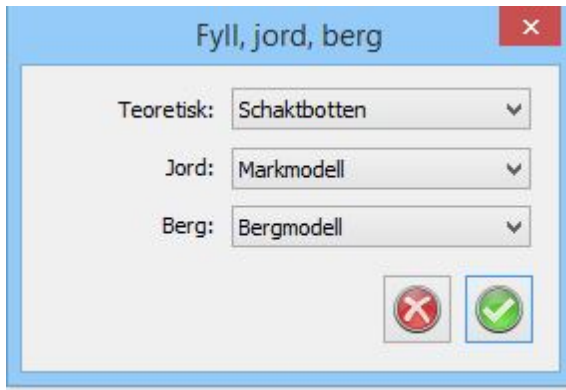 Fyll, jord, berg
Teoretisk: Schaktbotten
Jord: Markmodell
Berg: Bergmodell